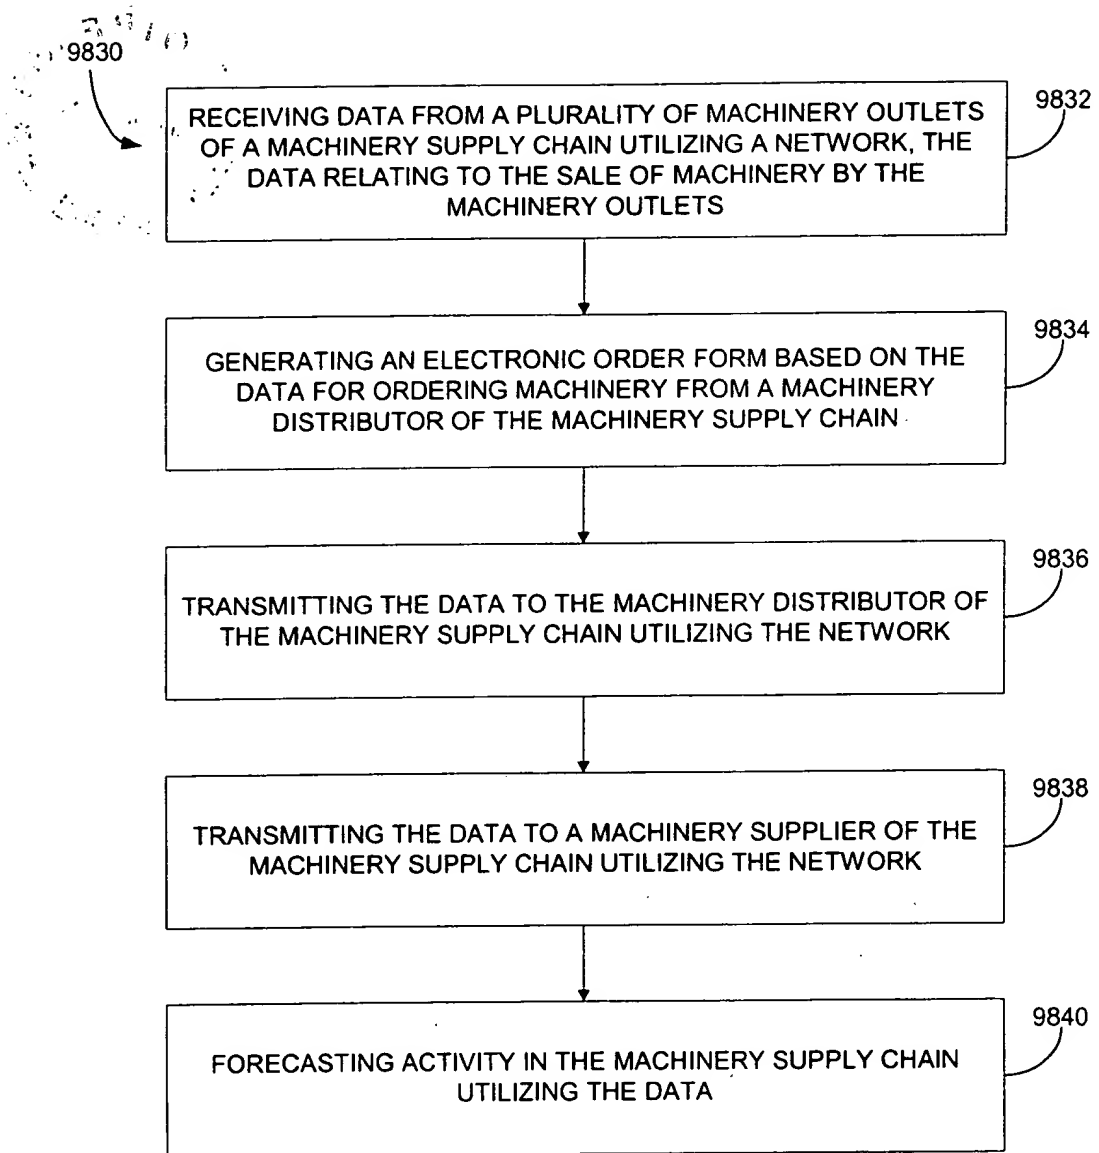 9830
RECEIVING DATA FROM A PLURALITY OF MACHINERY OUTLETS
OF A MACHINERY SUPPLY CHAIN UTILIZING A NETWORK, THE
DATA RELATING TO THE SALE OF MACHINERY BY THE
MACHINERY OUTLETS
9832
GENERATING AN ELECTRONIC ORDER FORM BASED ON THE
DATA FOR ORDERING MACHINERY FROM A MACHINERY
DISTRIBUTOR OF THE MACHINERY SUPPLY CHAIN
9834
TRANSMITTING THE DATA TO THE MACHINERY DISTRIBUTOR OF
THE MACHINERY SUPPLY CHAIN UTILIZING THE NETWORK
9836
TRANSMITTING THE DATA TO A MACHINERY SUPPLIER OF THE
MACHINERY SUPPLY CHAIN UTILIZING THE NETWORK
9838
FORECASTING ACTIVITY IN THE MACHINERY SUPPLY CHAIN
UTILIZING THE DATA
9840